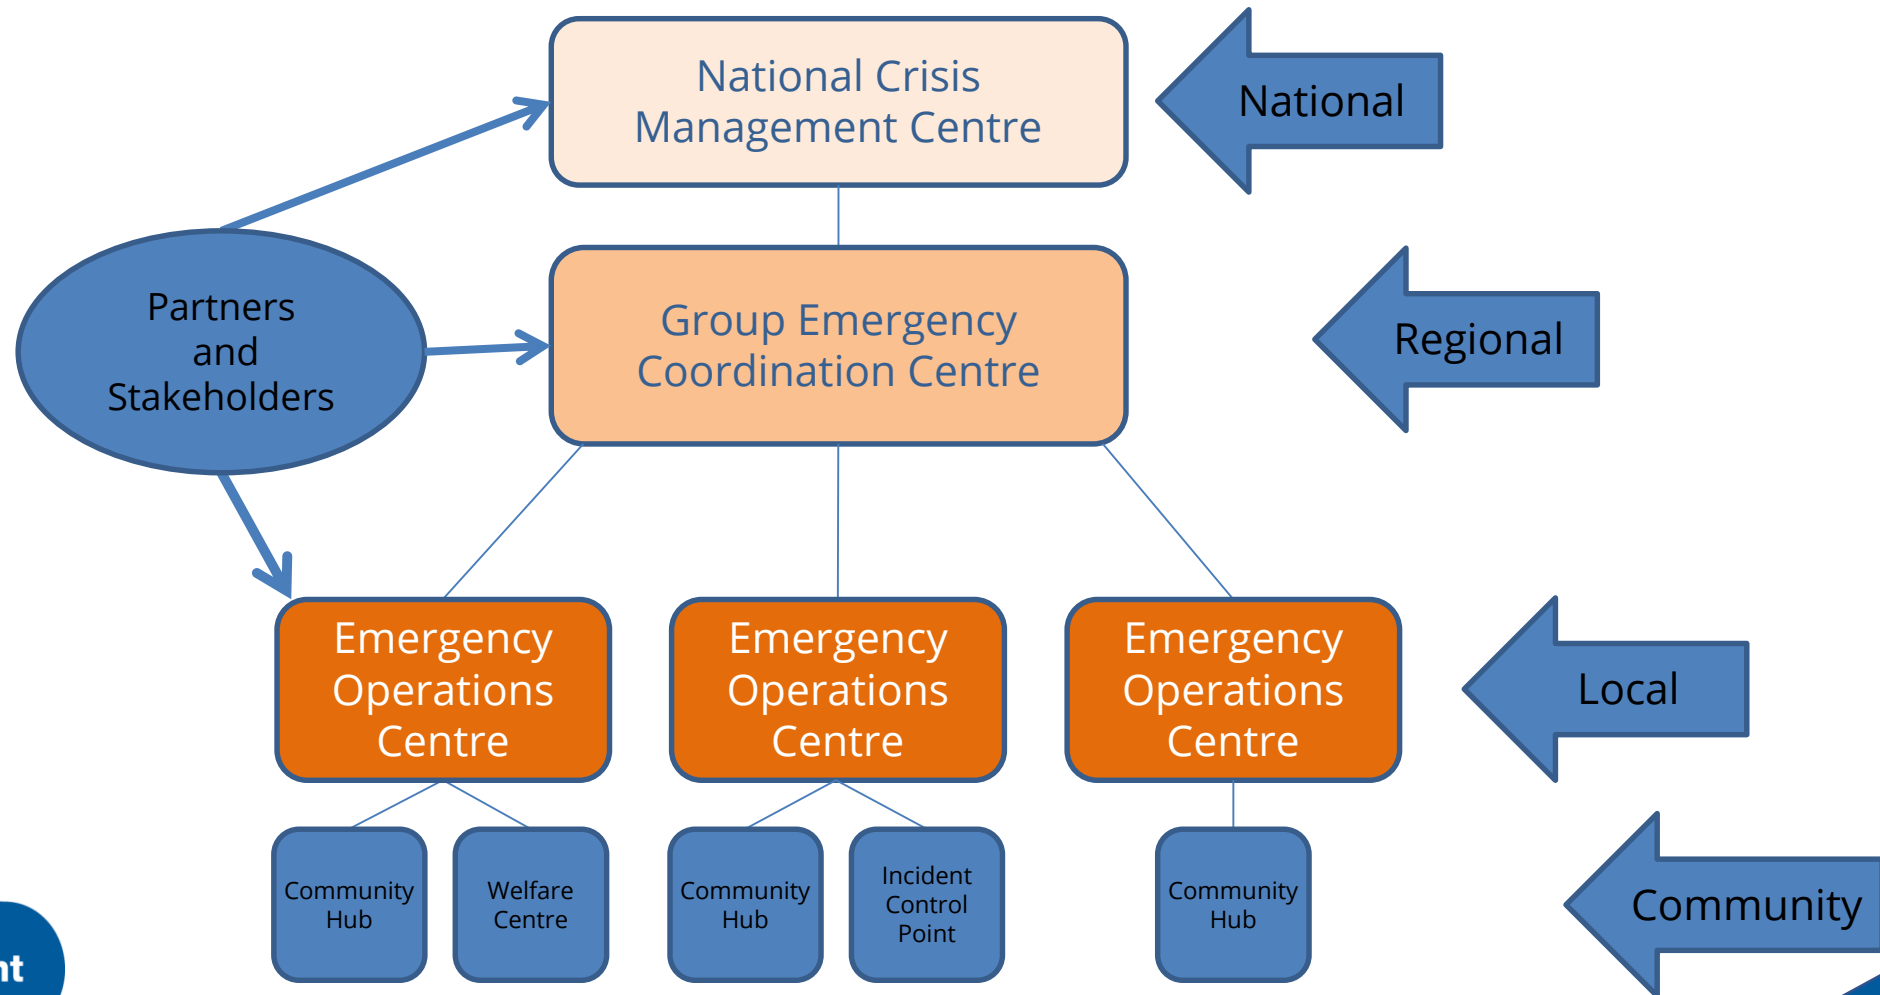 National Crisis
Management Centre
National
Partners
and
Stakeholders
Group Emergency
Coordination Centre
Regional
Emergency
Operations
Centre
Emergency
Operations
Centre
Emergency
Operations
Centre
Local
Community
Hub
Welfare
Centre
Community
Hub
Incident
Control
Point
Community
Hub
Community